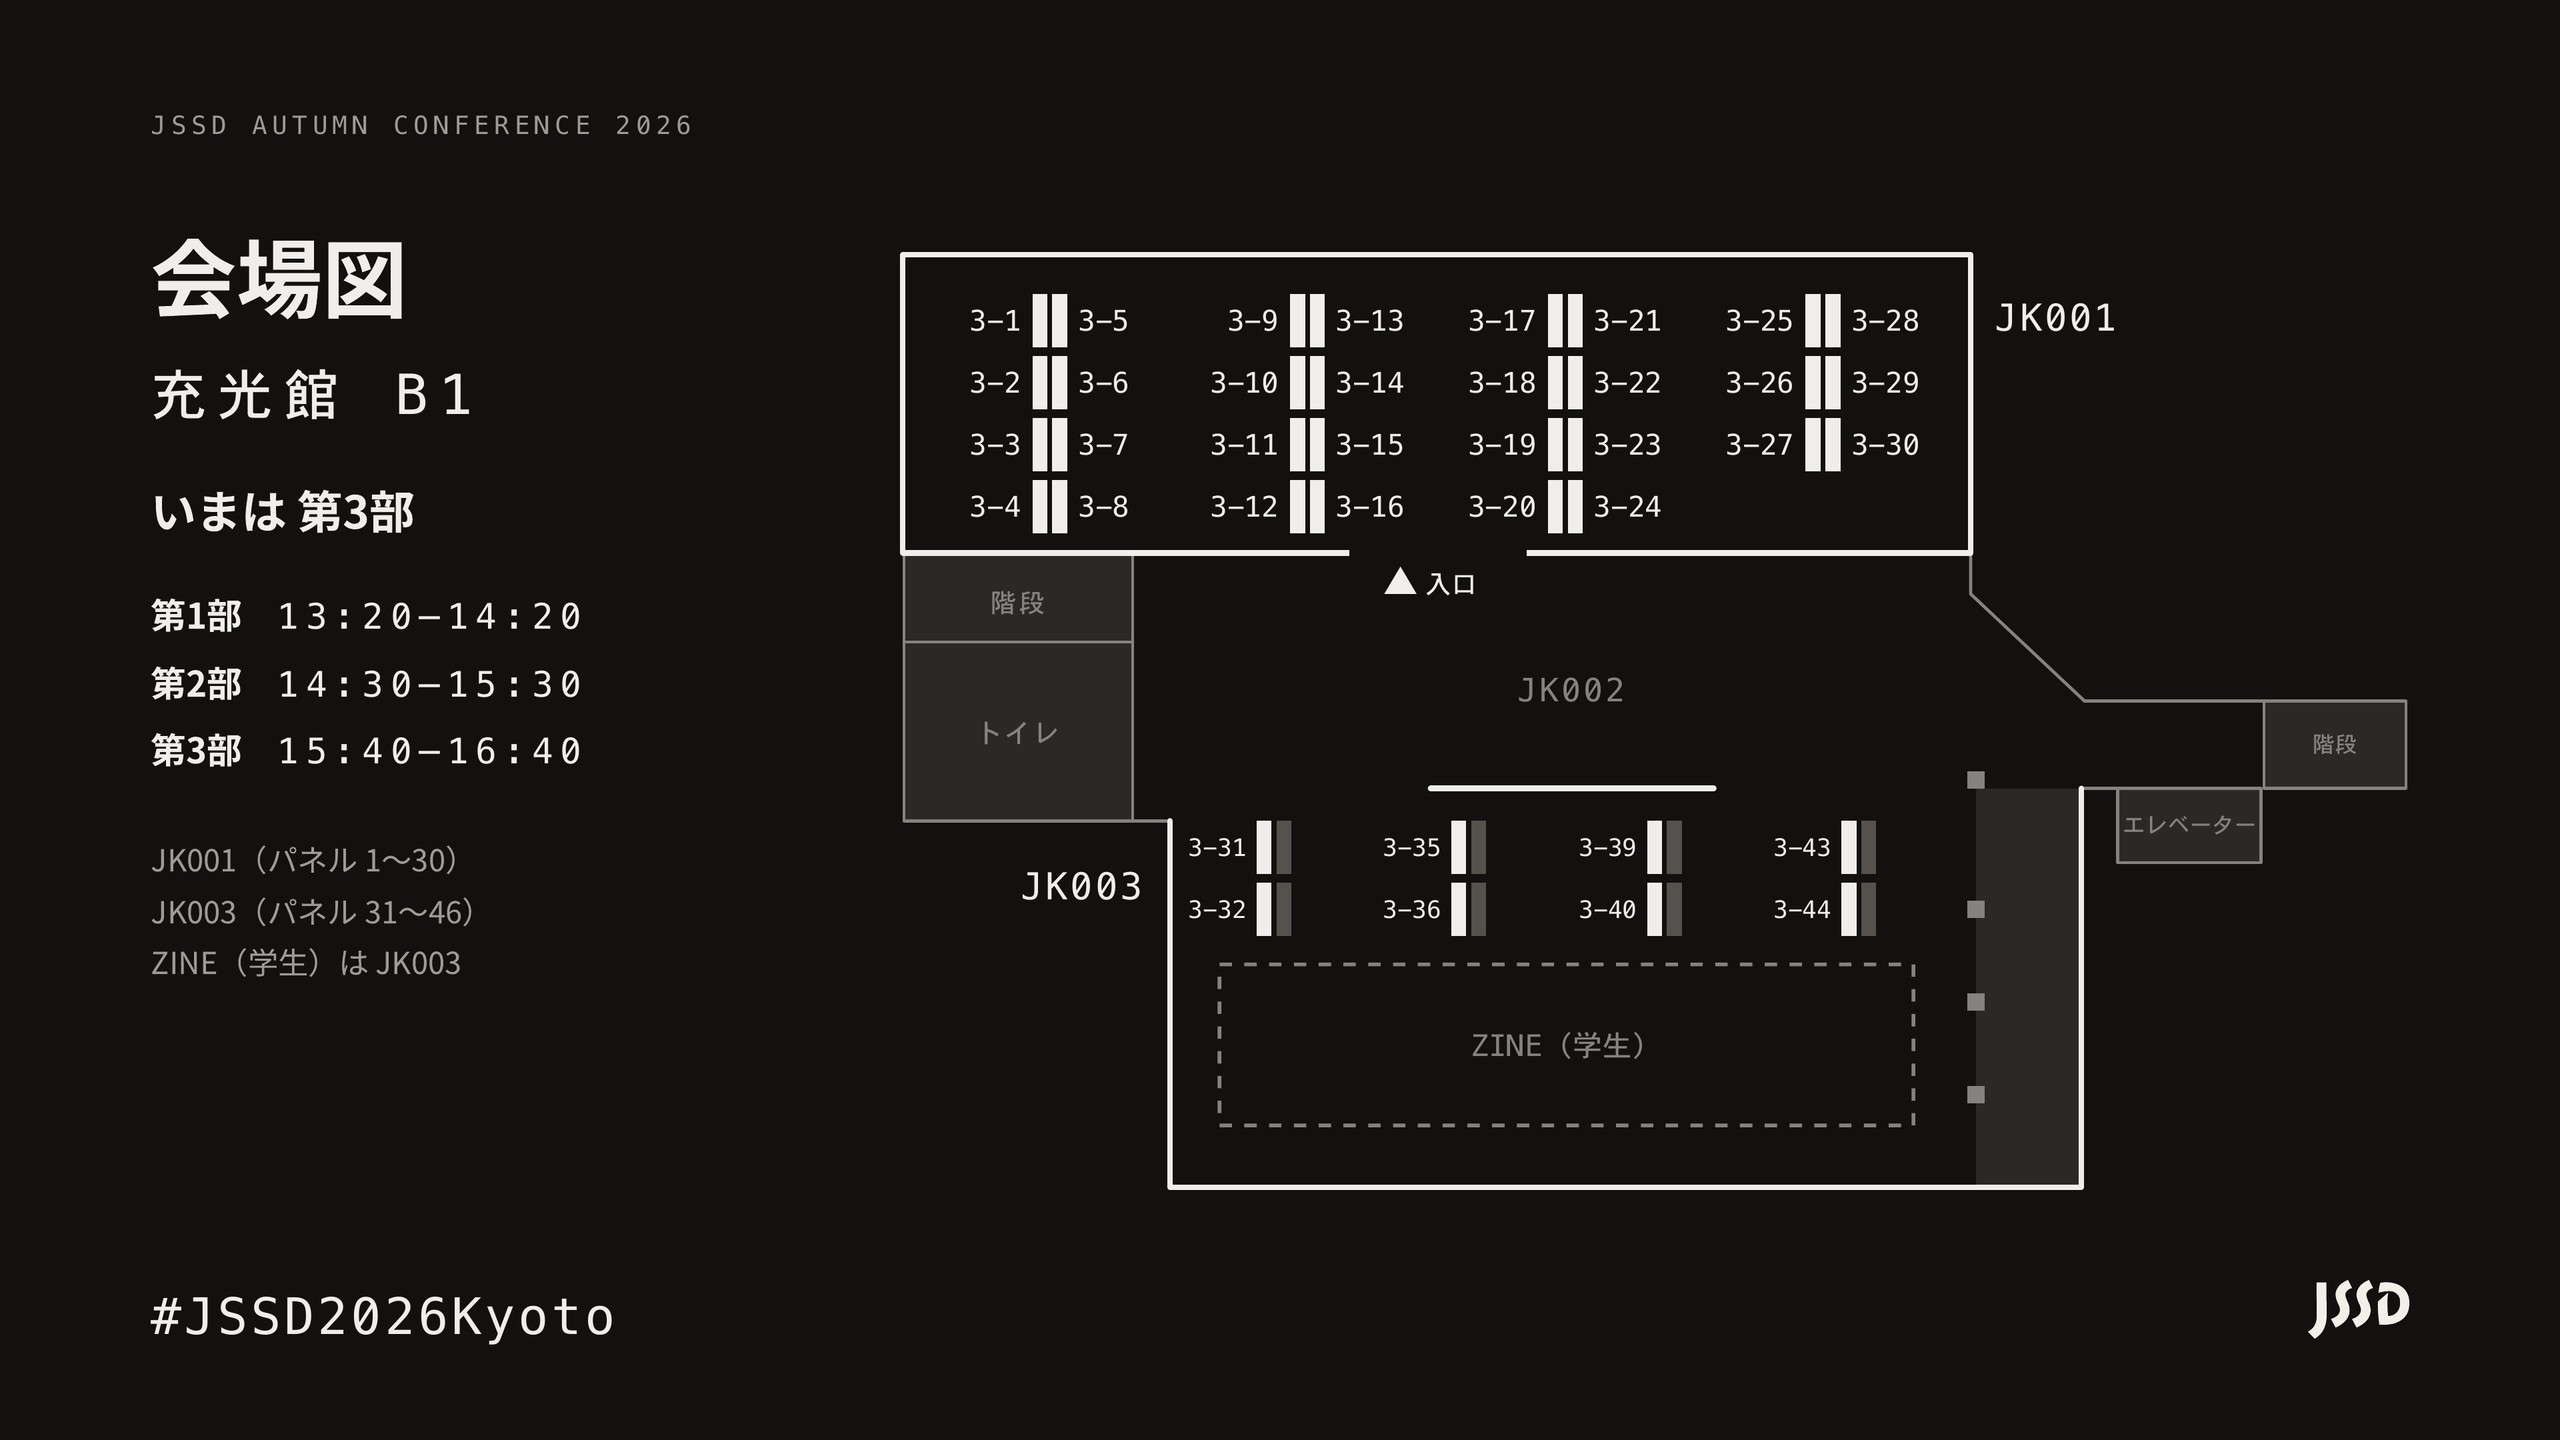 JSSD AUTUMN CONFERENCE 2026
会場図
充光館 B1
いまは 第3部
第1部 13:20–14:20
第2部 14:30–15:30
第3部 15:40–16:40
JK001（パネル 1〜30）
JK003（パネル 31〜46）
ZINE（学生）は JK003
#JSSD2026Kyoto
3–1 3–5 3–9 3–13 3–17 3–21 3–25 3–28
JK001
3–2 3–6 3–10 3–14 3–18 3–22 3–26 3–29
3–3 3–7 3–11 3–15 3–19 3–23 3–27 3–30
3–4 3–8 3–12 3–16 3–20 3–24
入口
階段
JK002
トイレ
階段
エレベーター
3–31 3–35 3–39 3–43
JK003
3–32 3–36 3–40 3–44
ZINE（学生）
JSSD